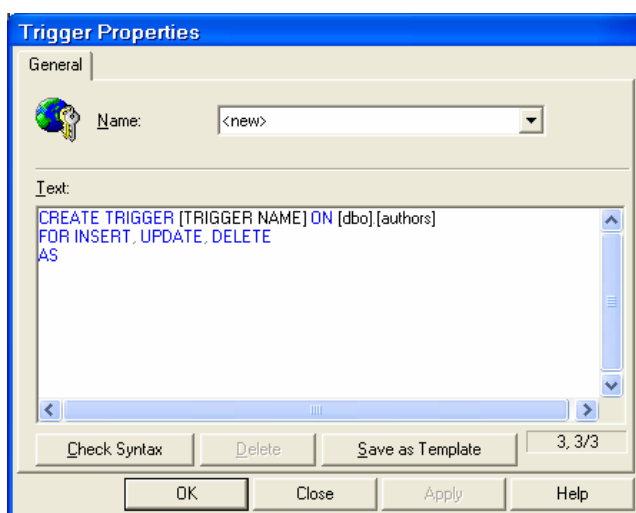 Trigger Properties
General
Name: <new>
Text:
CREATE TRIGGER [TRIGGER NAME] ON [dbo].[authors]
FOR INSERT, UPDATE, DELETE
AS
Check Syntax Delete Save as Template 3, 3/3
OK Close Apply Help